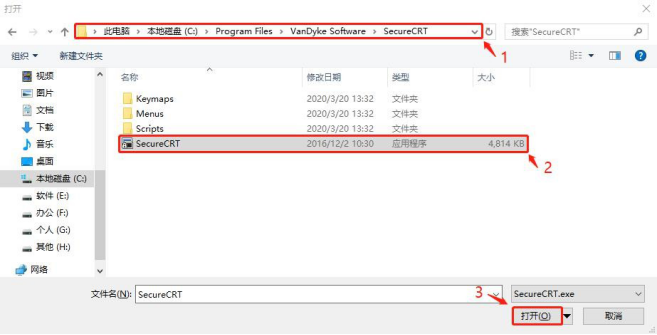 打开
此电脑 › 本地磁盘 (C:) › Program Files › VanDyke Software › SecureCRT
搜索"SecureCRT"
1
组织 新建文件夹
视频
图片
文档
下载
音乐
桌面
本地磁盘 (C:)
软件 (E:)
办公 (F:)
个人 (G:)
其他 (H:)
网络
名称 修改日期 类型 大小
Keymaps 2020/3/20 13:32 文件夹
Menus 2020/3/20 13:32 文件夹
Scripts 2020/3/20 13:32 文件夹
SecureCRT 2016/12/2 10:30 应用程序 4,814 KB
2
文件名(N): SecureCRT
SecureCRT.exe
3
打开(O) 取消